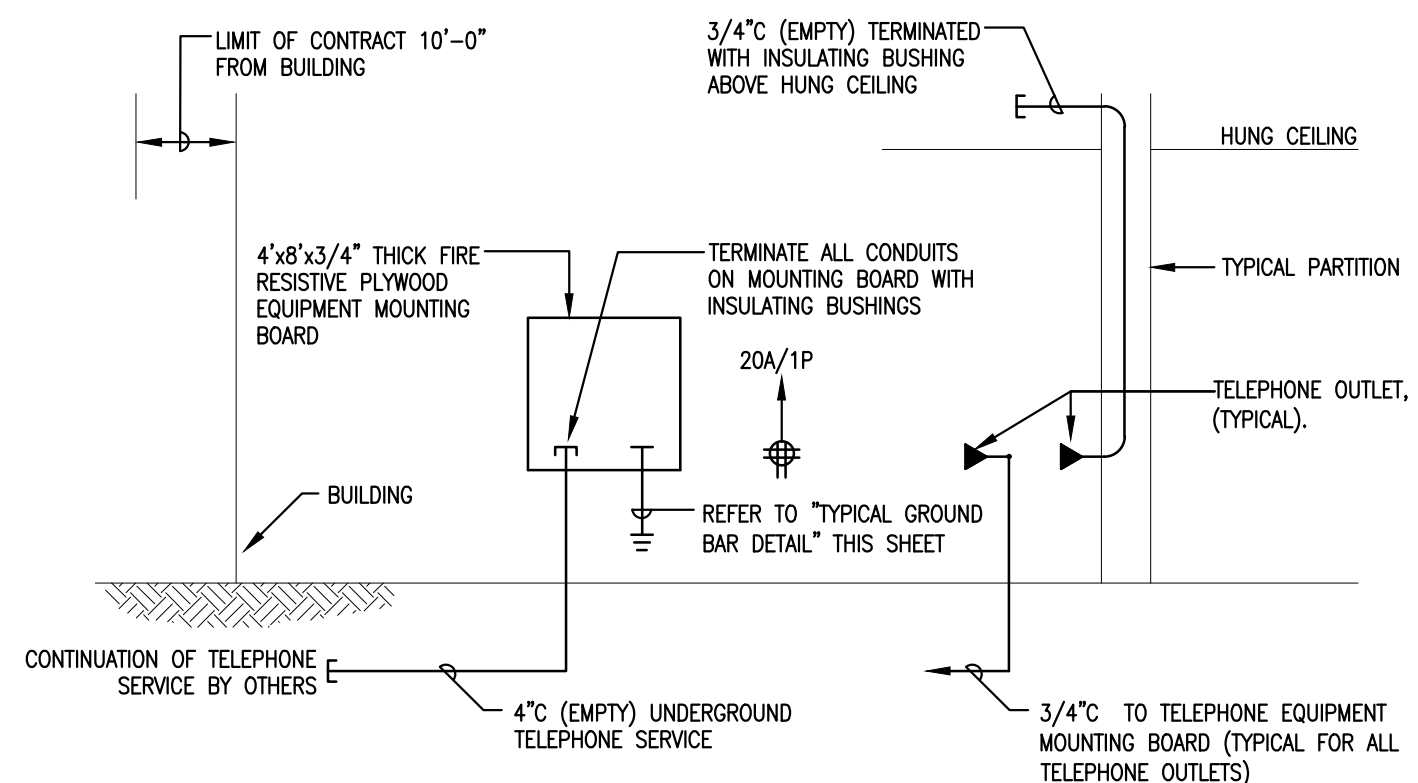 LIMIT OF CONTRACT 10'-0"
FROM BUILDING
3/4"C (EMPTY) TERMINATED
WITH INSULATING BUSHING
ABOVE HUNG CEILING
HUNG CEILING
4'x8'x3/4" THICK FIRE
RESISTIVE PLYWOOD
EQUIPMENT MOUNTING
BOARD
TERMINATE ALL CONDUITS
ON MOUNTING BOARD WITH
INSULATING BUSHINGS
TYPICAL PARTITION
20A/1P
TELEPHONE OUTLET,
(TYPICAL).
BUILDING
REFER TO "TYPICAL GROUND
BAR DETAIL" THIS SHEET
CONTINUATION OF TELEPHONE
SERVICE BY OTHERS
4"C (EMPTY) UNDERGROUND
TELEPHONE SERVICE
3/4"C TO TELEPHONE EQUIPMENT
MOUNTING BOARD (TYPICAL FOR ALL
TELEPHONE OUTLETS)